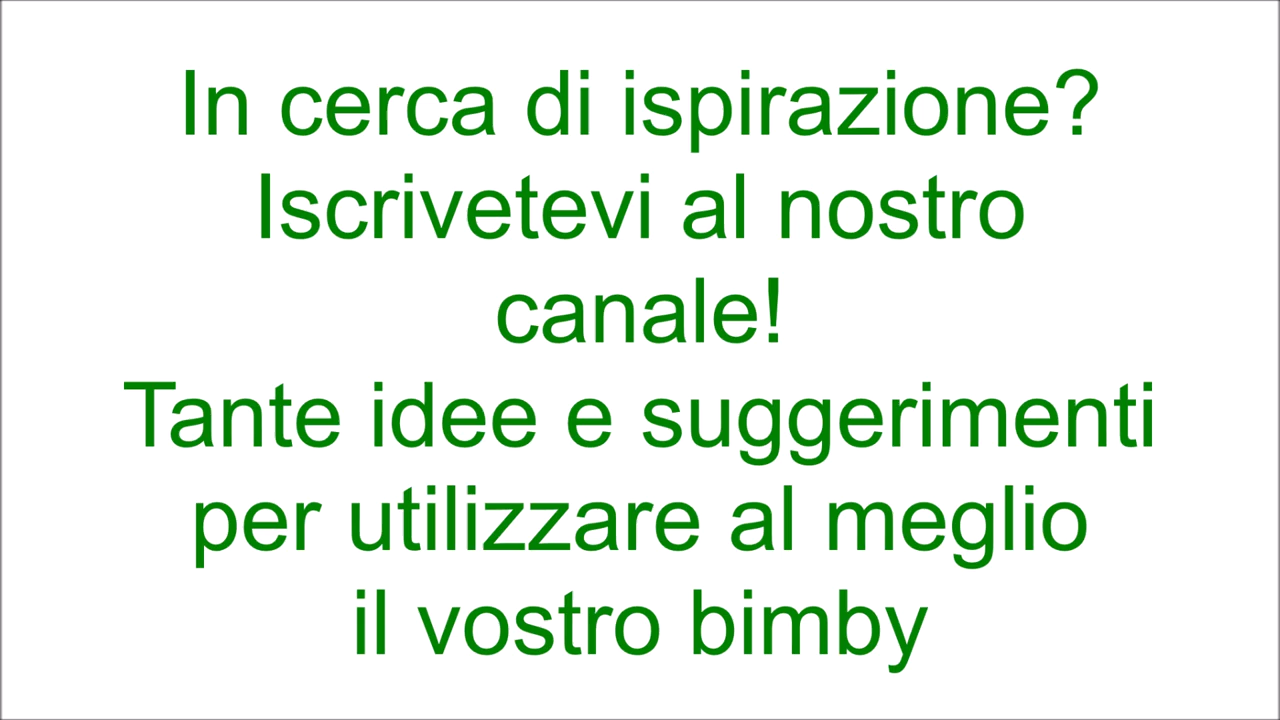 In cerca di ispirazione?
Iscrivetevi al nostro
canale!
Tante idee e suggerimenti
per utilizzare al meglio
il vostro bimby